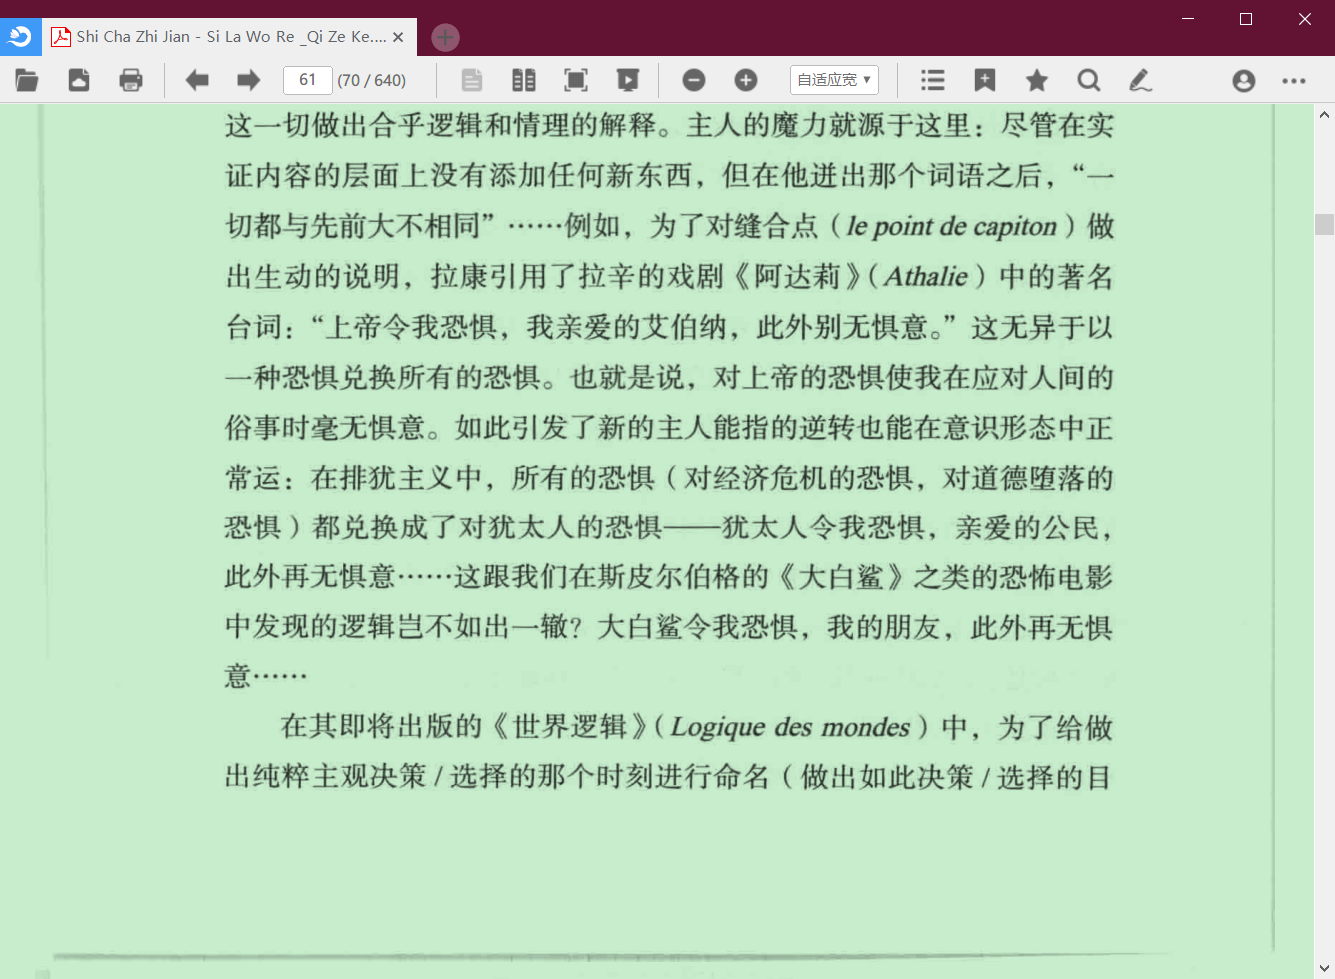 Shi Cha Zhi Jian - Si La Wo Re _Qi Ze Ke....
61 (70 / 640) 自适应宽
这一切做出合乎逻辑和情理的解释。主人的魔力就源于这里：尽管在实
证内容的层面上没有添加任何新东西，但在他迸出那个词语之后，“一
切都与先前大不相同”……例如，为了对缝合点（le point de capiton）做
出生动的说明，拉康引用了拉辛的戏剧《阿达莉》（Athalie）中的著名
台词：“上帝令我恐惧，我亲爱的艾伯纳，此外别无惧意。”这无异于以
一种恐惧兑换所有的恐惧。也就是说，对上帝的恐惧使我在应对人间的
俗事时毫无惧意。如此引发了新的主人能指的逆转也能在意识形态中正
常运：在排犹主义中，所有的恐惧（对经济危机的恐惧，对道德堕落的
恐惧）都兑换成了对犹太人的恐惧——犹太人令我恐惧，亲爱的公民，
此外再无惧意……这跟我们在斯皮尔伯格的《大白鲨》之类的恐怖电影
中发现的逻辑岂不如出一辙？大白鲨令我恐惧，我的朋友，此外再无惧
意……
在其即将出版的《世界逻辑》（Logique des mondes）中，为了给做
出纯粹主观决策 / 选择的那个时刻进行命名（做出如此决策 / 选择的目